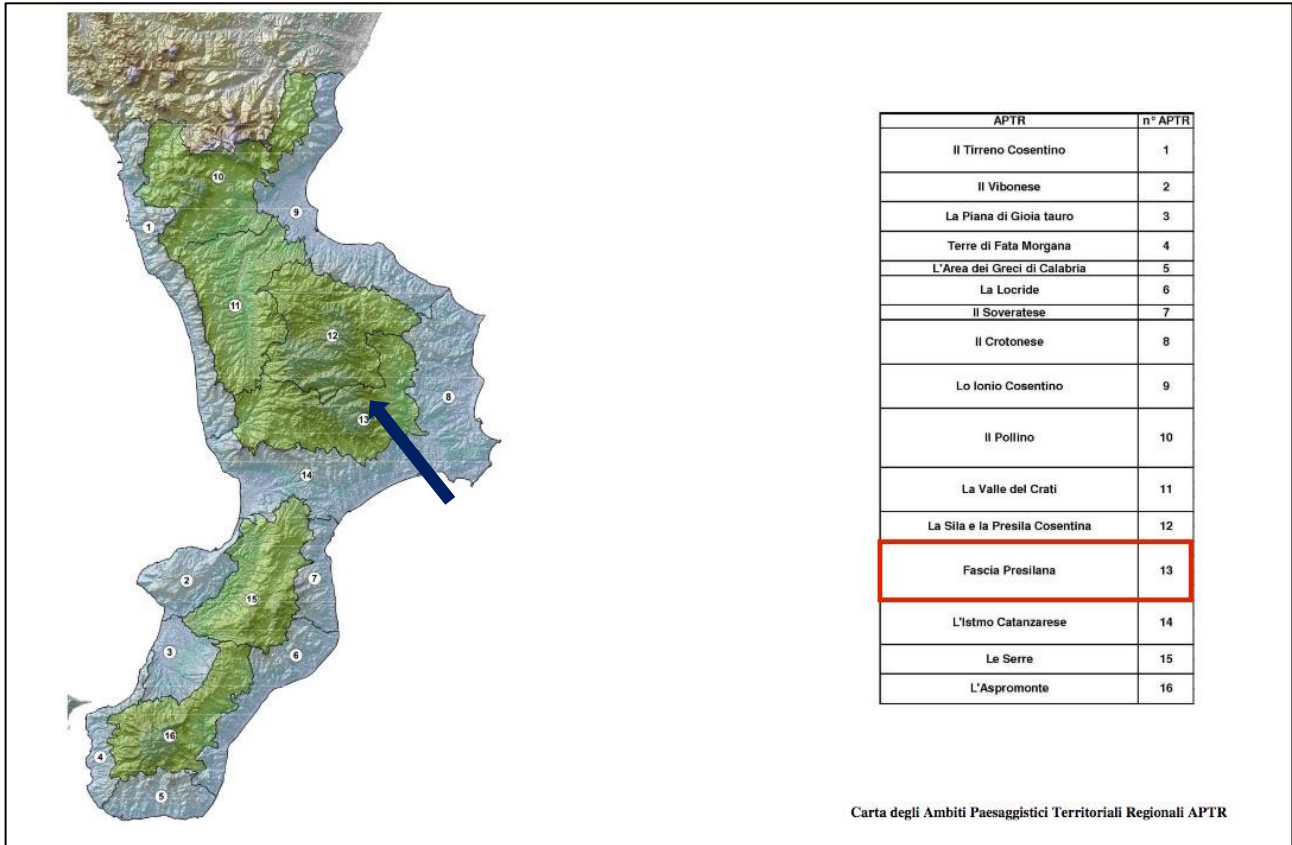 10
9
1
11
12
8
13
14
2
7
15
3
6
16
4
5
APTR n° APTR
Il Tirreno Cosentino 1
Il Vibonese 2
La Piana di Gioia tauro 3
Terre di Fata Morgana 4
L'Area dei Greci di Calabria 5
La Locride 6
Il Soveratese 7
Il Crotonese 8
Lo Ionio Cosentino 9
Il Pollino 10
La Valle del Crati 11
La Sila e la Presila Cosentina 12
Fascia Presilana 13
L'Istmo Catanzarese 14
Le Serre 15
L'Aspromonte 16
Carta degli Ambiti Paesaggistici Territoriali Regionali APTR